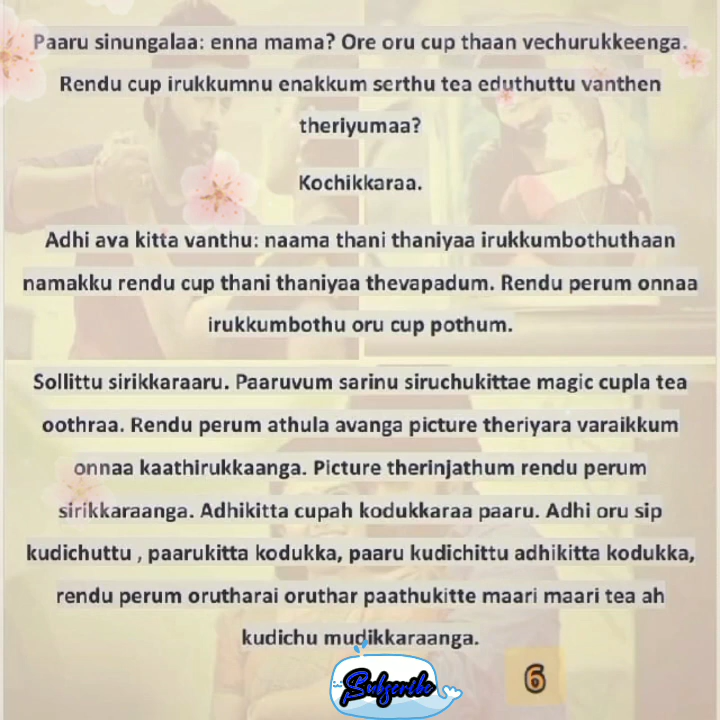 Paaru sinungalaa: enna mama? Ore oru cup thaan vechurukkeenga.
Rendu cup irukkumnu enakkum serthu tea eduthuttu vanthen
theriyumaa?
Kochikkaraa.
Adhi ava kitta vanthu: naama thani thaniyaa irukkumbothuthaan
namakku rendu cup thani thaniyaa thevapadum. Rendu perum onnaa
irukkumbothu oru cup pothum.
Sollittu sirikkaraaru. Paaruvum sarinu siruchukittae magic cupla tea
oothraa. Rendu perum athula avanga picture theriyara varaikkum
onnaa kaathirukkaanga. Picture therinjathum rendu perum
sirikkaraanga. Adhikitta cupah kodukkaraa paaru. Adhi oru sip
kudichuttu , paarukitta kodukka, paaru kudichittu adhikitta kodukka,
rendu perum orutharai oruthar paathukitte maari maari tea ah
kudichu mudikkaraanga.
Subscribe
6